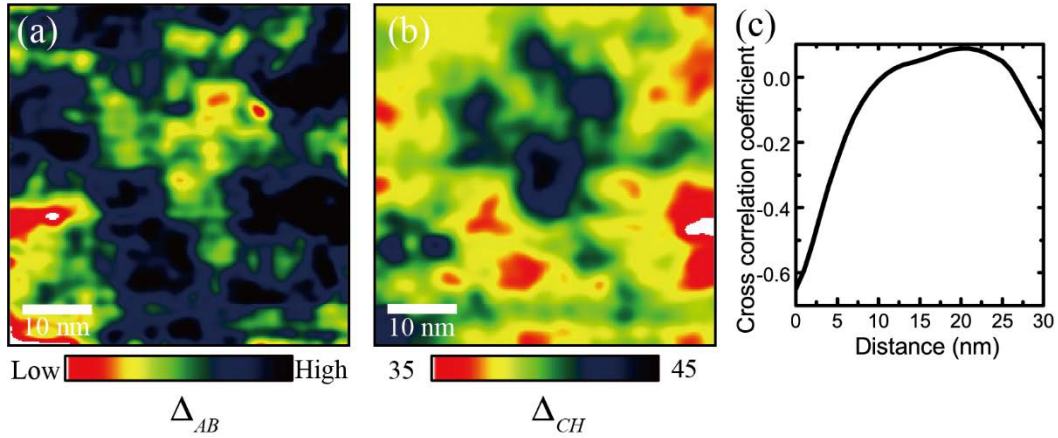 (a)
10 nm
Low
High
Δ_AB
(b)
10 nm
35
45
Δ_CH
(c)
Cross correlation coefficient
0.0
-0.2
-0.4
-0.6
0 5 10 15 20 25 30
Distance (nm)